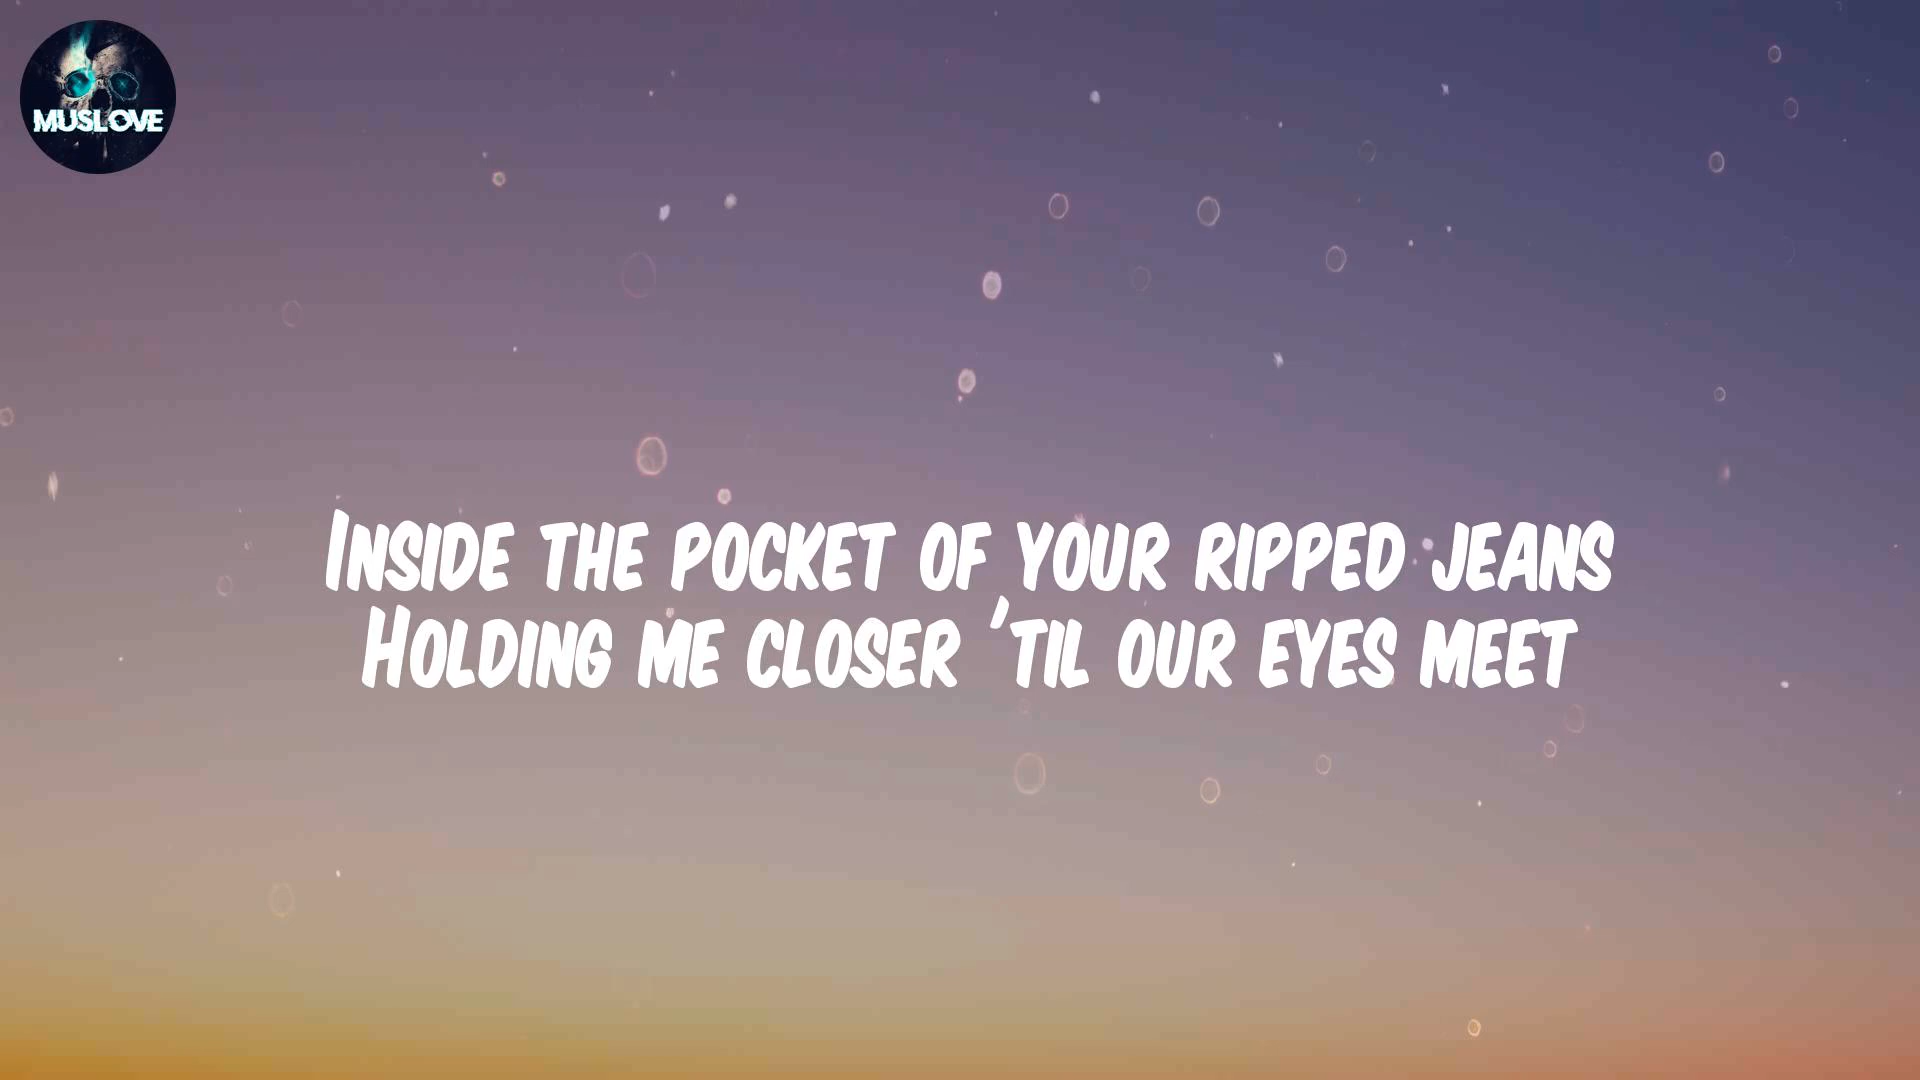 MUSLOVE
Inside the pocket of your ripped jeans
Holding me closer 'til our eyes meet